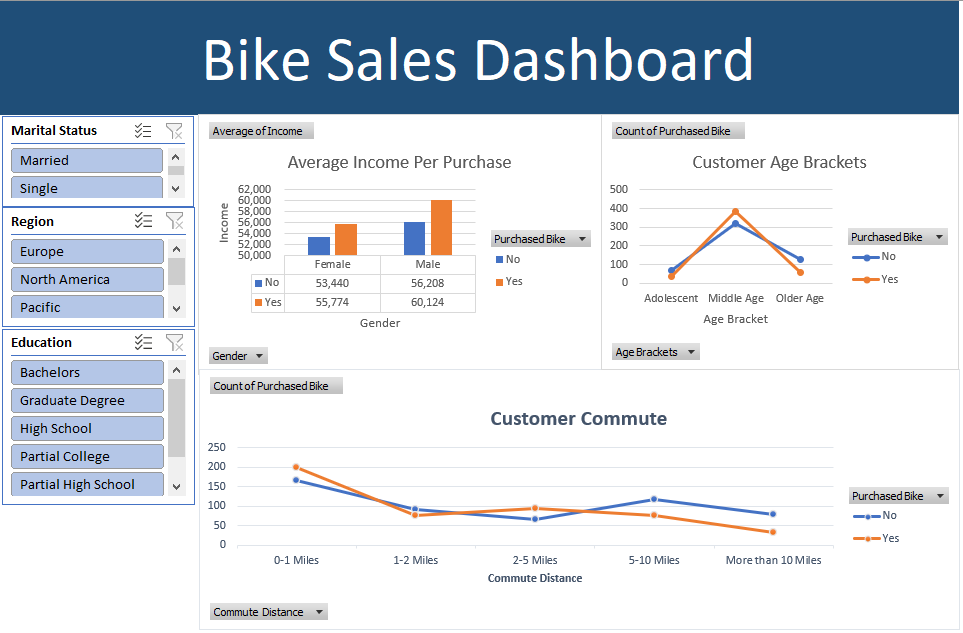 Bike Sales Dashboard
Marital Status
Married
Single
Region
Europe
North America
Pacific
Education
Bachelors
Graduate Degree
High School
Partial College
Partial High School
Average of Income
Average Income Per Purchase
62,000
60,000
58,000
56,000
54,000
52,000
50,000
Income
Female Male
No 53,440 56,208
Yes 55,774 60,124
Gender
Purchased Bike
No
Yes
Gender
Count of Purchased Bike
Customer Age Brackets
500
400
300
200
100
0
Adolescent Middle Age Older Age
Age Bracket
Purchased Bike
No
Yes
Age Brackets
Count of Purchased Bike
Customer Commute
250
200
150
100
50
0
0-1 Miles 1-2 Miles 2-5 Miles 5-10 Miles More than 10 Miles
Commute Distance
Purchased Bike
No
Yes
Commute Distance